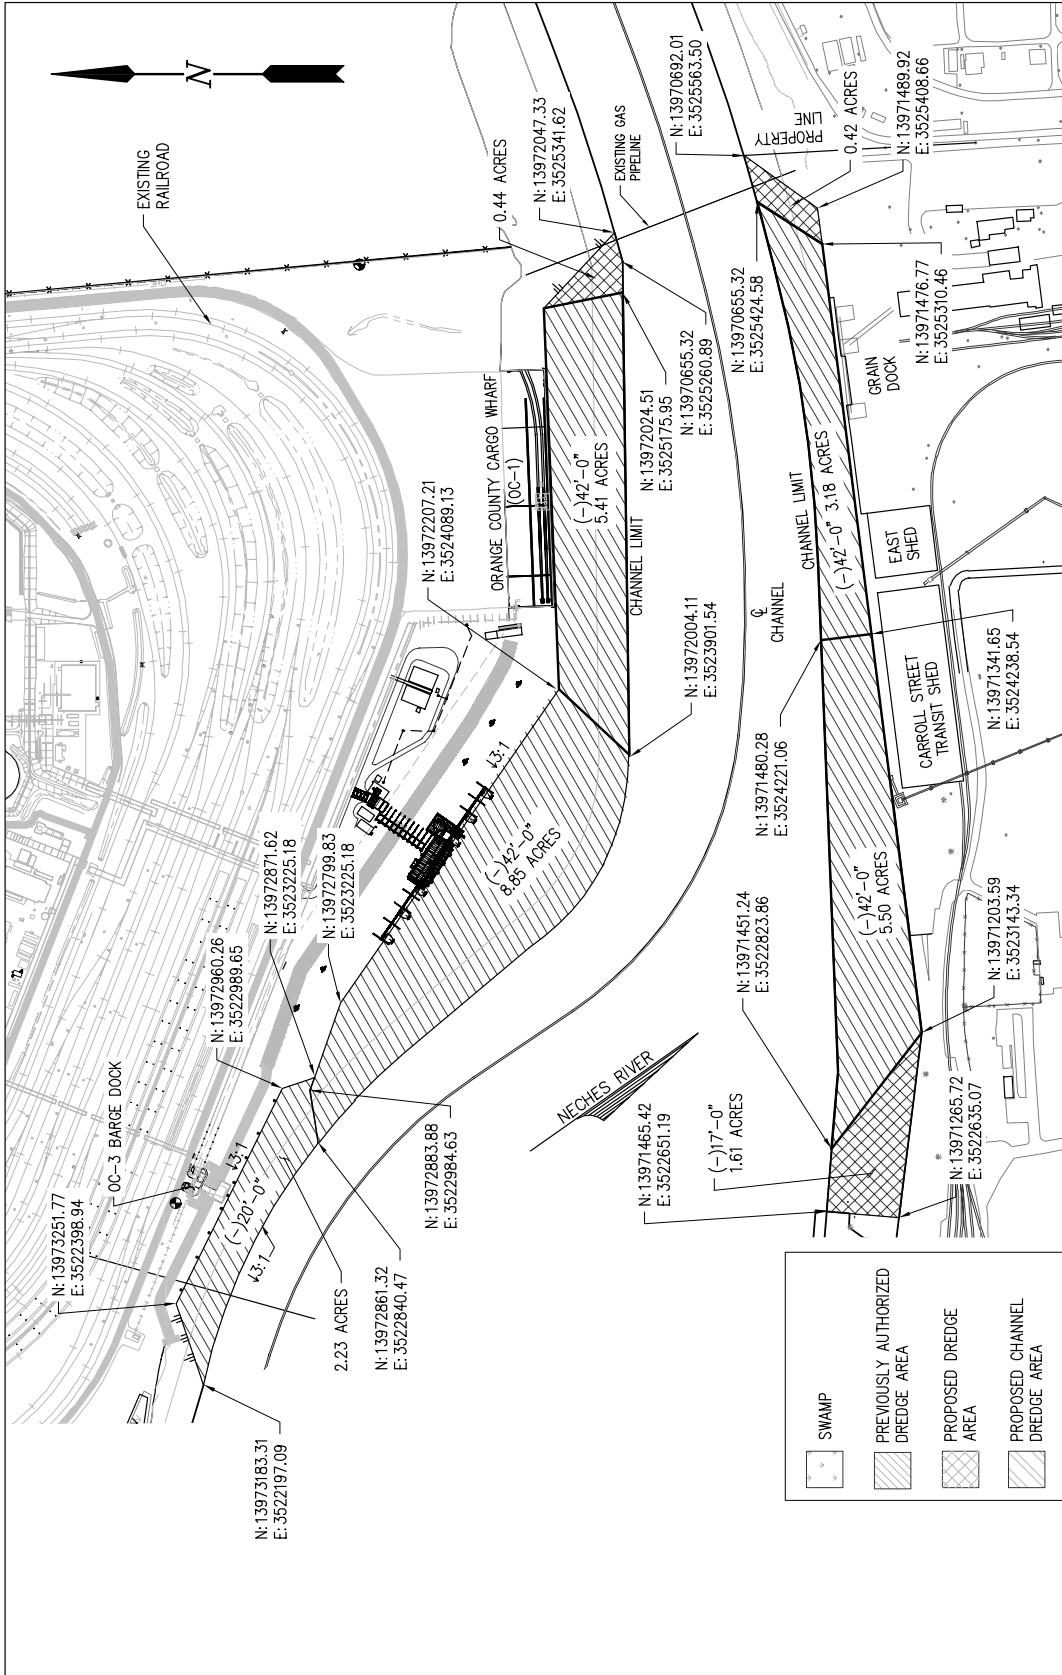 N
EXISTING
RAILROAD
0.44 ACRES
N:13972047.33
E:3525341.62
EXISTING GAS
PIPELINE
N:13970692.01
E:3525563.50
PROPERTY
LINE
0.42 ACRES
N:13971489.92
E:3525408.66
N:13971476.77
E:3525310.46
N:13970655.32
E:3525424.58
N:13970655.32
E:3525260.89
N:13972024.51
E:3525175.95
ORANGE COUNTY CARGO WHARF
(OC-1)
(-)42'-0"
5.41 ACRES
CHANNEL LIMIT
N:13972207.21
E:3524089.13
N:13972004.11
E:3523901.54
℄
CHANNEL
CHANNEL LIMIT
(-)42'-0" 3.18 ACRES
GRAIN
DOCK
EAST
SHED
CARROLL STREET
TRANSIT SHED
N:13971341.65
E:3524238.54
N:13971480.28
E:3524221.06
3:1
(-)42'-0"
8.85 ACRES
N:13972871.62
E:3523225.18
N:13972799.83
E:3523225.18
N:13972960.26
E:3522989.65
OC-3 BARGE DOCK
N:13973251.77
E:3522398.94
3:1
(-)20'-0"
3:1
2.23 ACRES
N:13972861.32
E:3522840.47
N:13972883.88
E:3522984.63
N:13973183.31
E:3522197.09
NECHES RIVER
N:13971451.24
E:3522823.86
(-)42'-0"
5.50 ACRES
N:13971203.59
E:3523143.34
N:13971465.42
E:3522651.19
(-)17'-0"
1.61 ACRES
N:13971265.72
E:3522635.07
SWAMP
PREVIOUSLY AUTHORIZED
DREDGE AREA
PROPOSED DREDGE
AREA
PROPOSED CHANNEL
DREDGE AREA